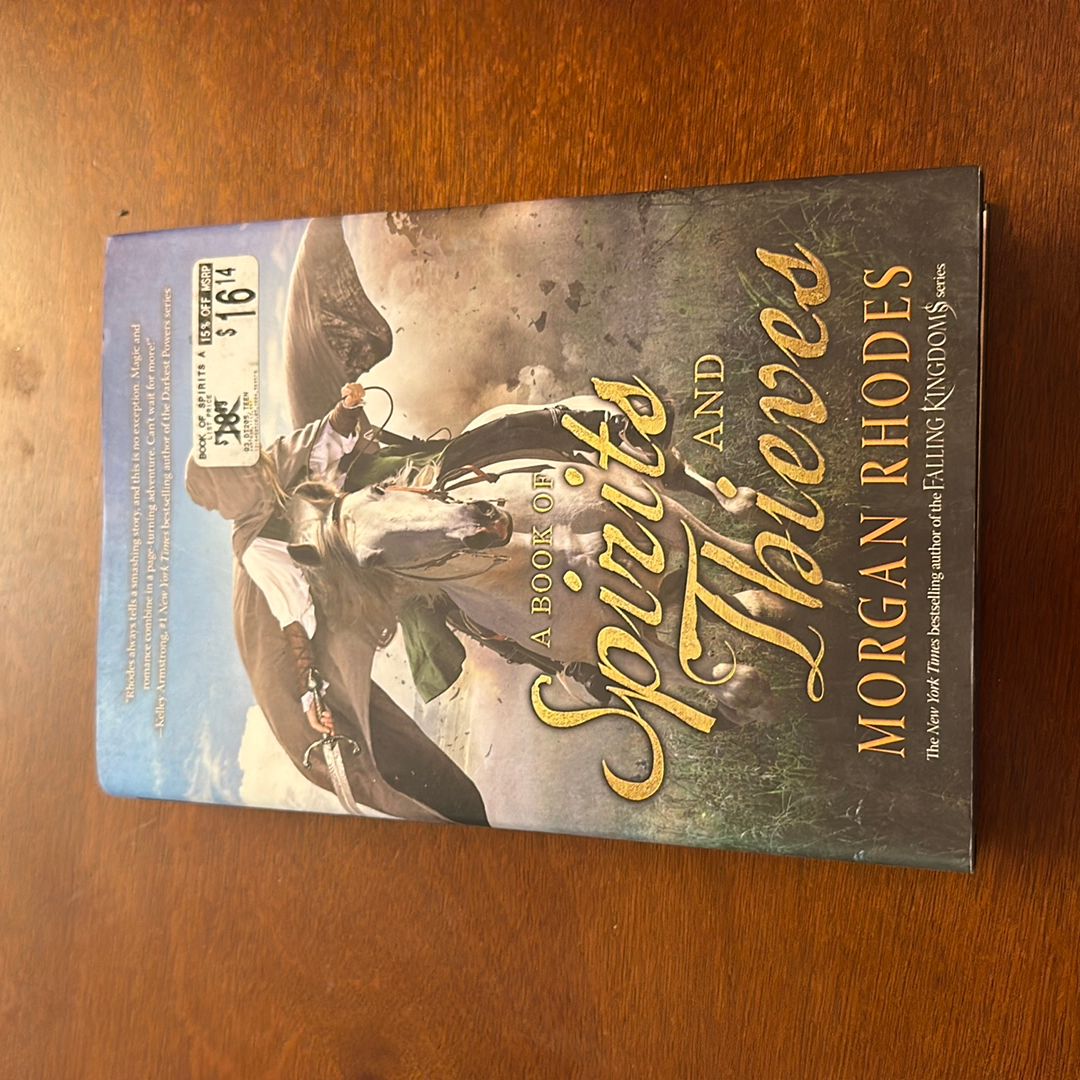 "Rhodes always tells a smashing story, and this is no exception. Magic and
romance combine in a page-turning adventure. Can't wait for more!"
—Kelley Armstrong, #1 New York Times bestselling author of the Darkest Powers series
BOOK OF SPIRITS A
LIST PRICE
15% OFF MSRP
$16.14
TEEN
A BOOK OF
Spirits
AND
Thieves
MORGAN RHODES
The New York Times bestselling author of the FALLING KINGDOMS series